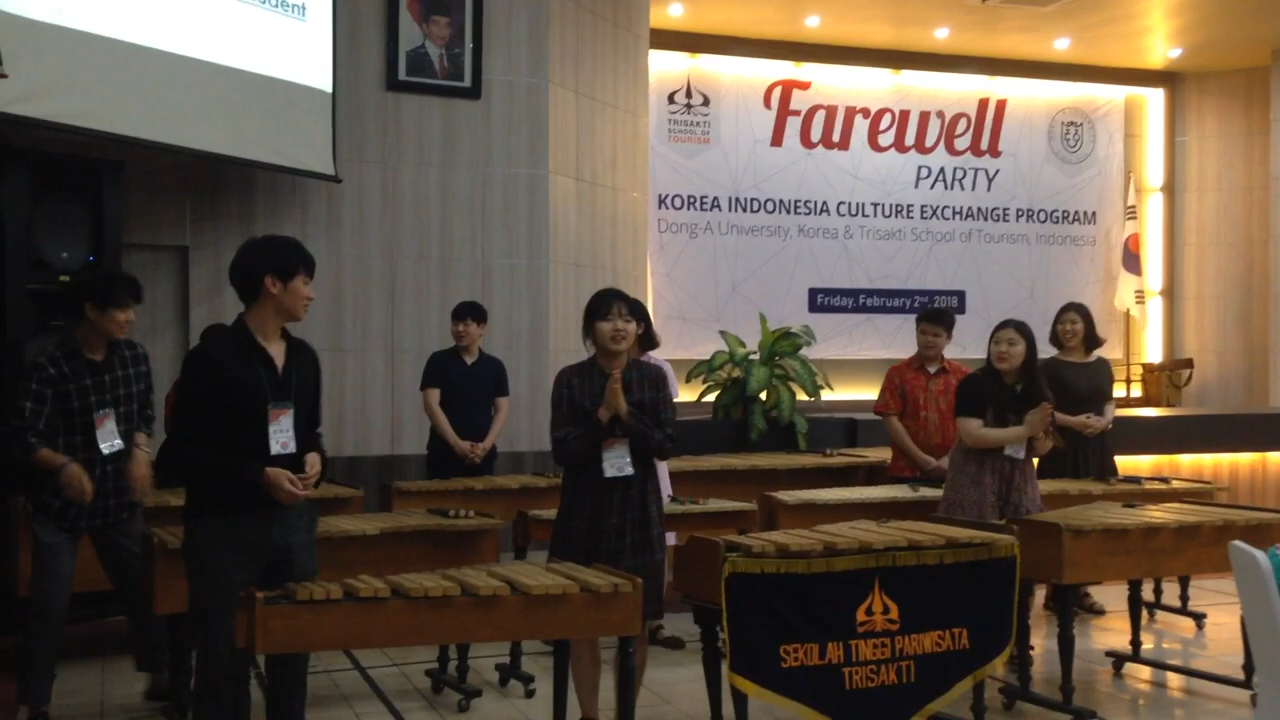 udent
TRISAKTI
SCHOOL OF
TOURISM
Farewell
PARTY
KOREA INDONESIA CULTURE EXCHANGE PROGRAM
Dong-A University, Korea & Trisakti School of Tourism, Indonesia
Friday, February 2nd, 2018
SEKOLAH TINGGI PARIWISATA
TRISAKTI